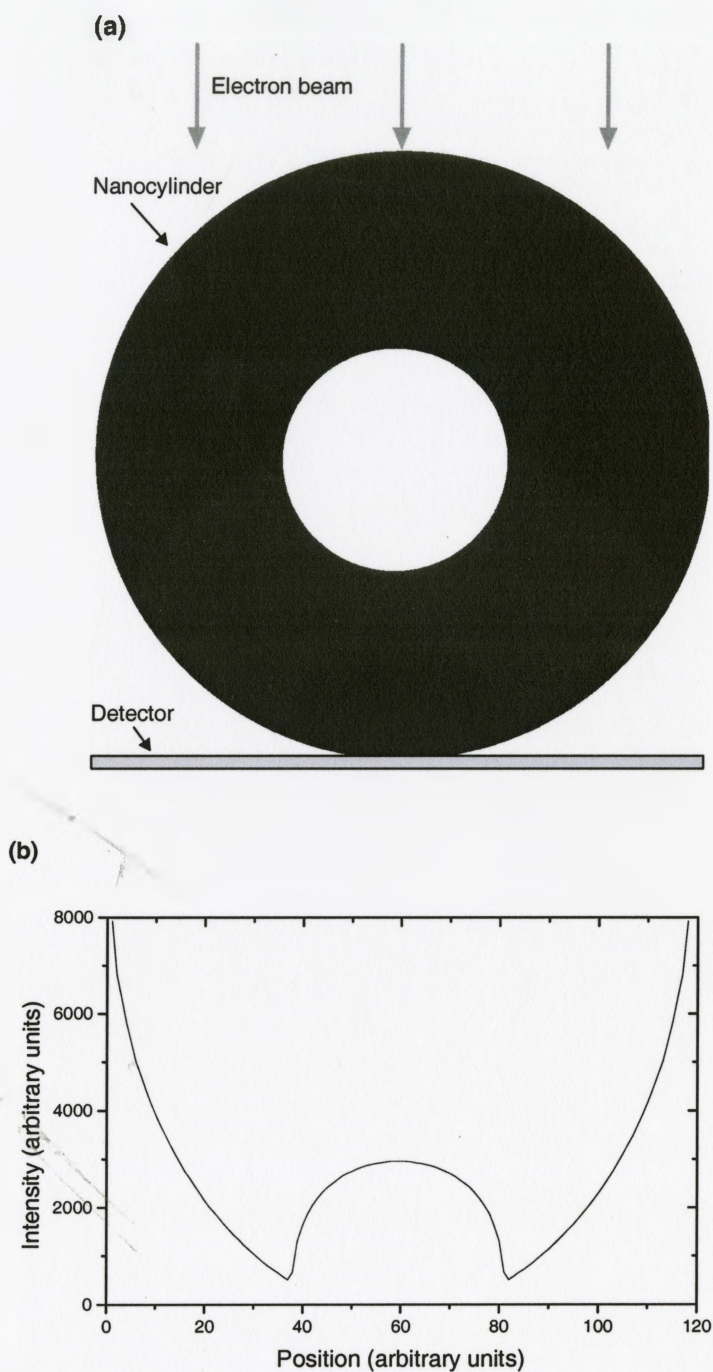 (a)
Electron beam
Nanocylinder
Detector
(b)
8000
6000
4000
2000
0
Intensity (arbitrary units)
0 20 40 60 80 100 120
Position (arbitrary units)